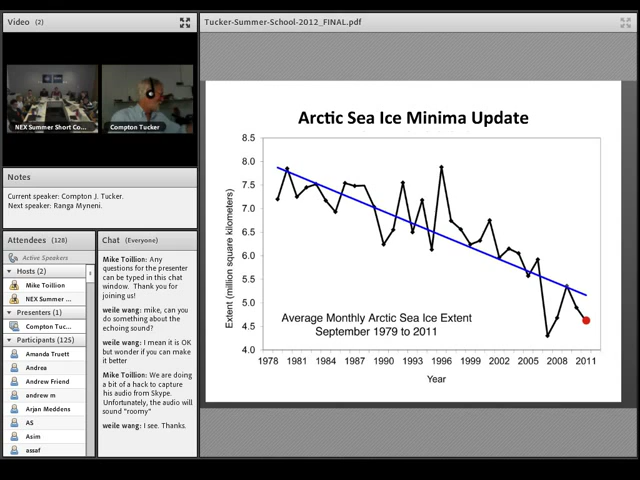 Video (2)
NEX Summer Short Co...
Compton Tucker
Notes
Current speaker: Compton J. Tucker.
Next speaker: Ranga Myneni.
Attendees (128)
Active Speakers
Hosts (2)
Mike Toillion
NEX Summer ...
Presenters (1)
Compton Tuc...
Participants (125)
Amanda Truett
Andrea
Andrew Friend
andrew m
Arjan Meddens
AS
Asim
assaf
Chat (Everyone)
Mike Toillion: Any
questions for the presenter
can be typed in this chat
window. Thank you for
joining us!
weile wang: mike, can you
do something about the
echoing sound?
weile wang: I mean it is OK
but wonder if you can make
it better
Mike Toillion: We are doing
a bit of a hack to capture
his audio from Skype.
Unfortunately, the audio will
sound "roomy"
weile wang: I see. Thanks.
Tucker-Summer-School-2012_FINAL.pdf
Arctic Sea Ice Minima Update
Extent (million square kilometers)
8.5
8.0
7.5
7.0
6.5
6.0
5.5
5.0
4.5
4.0
Average Monthly Arctic Sea Ice Extent
September 1979 to 2011
1978 1981 1984 1987 1990 1993 1996 1999 2002 2005 2008 2011
Year